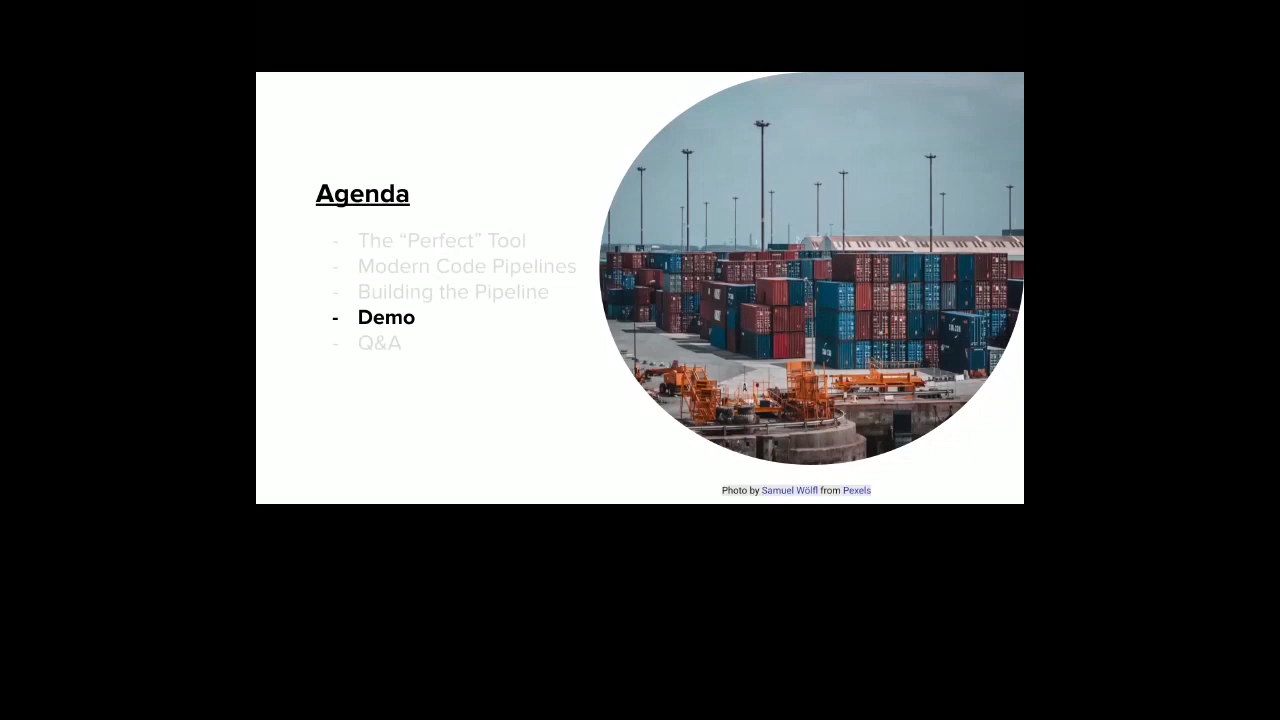 Agenda
- The “Perfect” Tool
- Modern Code Pipelines
- Building the Pipeline
- Demo
- Q&A
Photo by Samuel Wölfl from Pexels